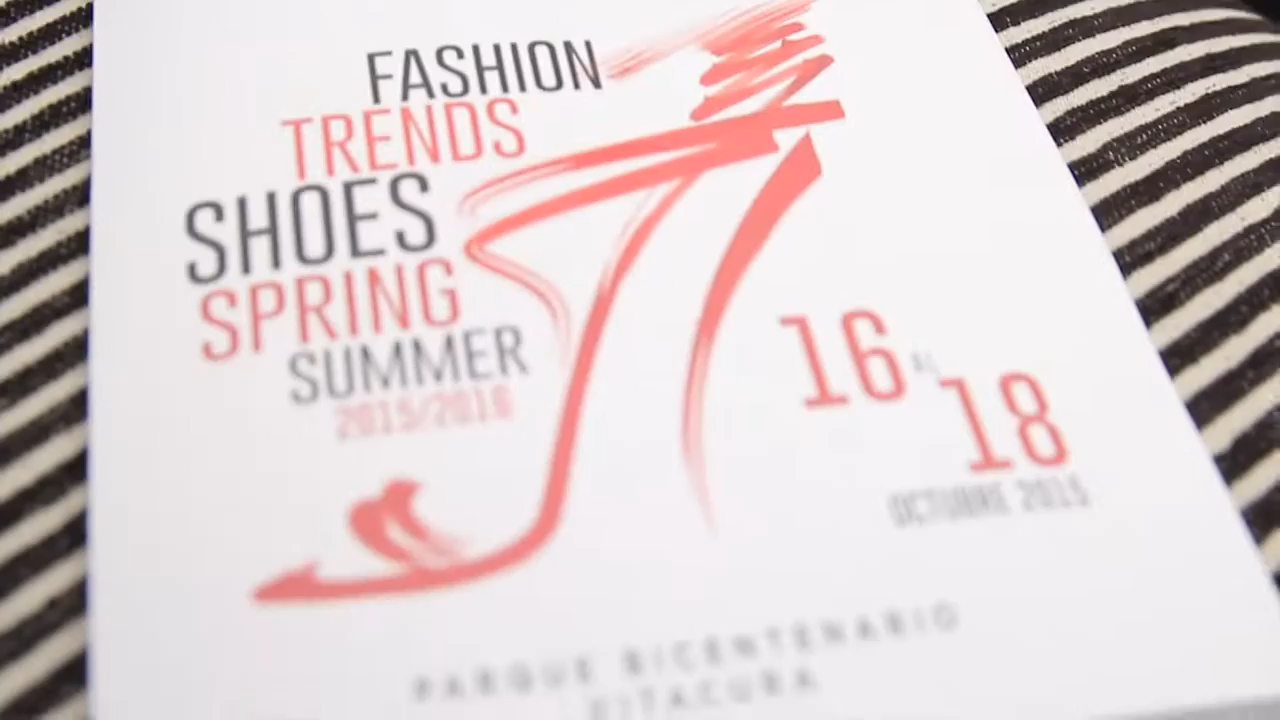 FASHION
TRENDS
SHOES
SPRING
SUMMER
2015/2016
16
AL
18
OCTUBRE 2015
PARQUE BICENTENARIO
VITACURA